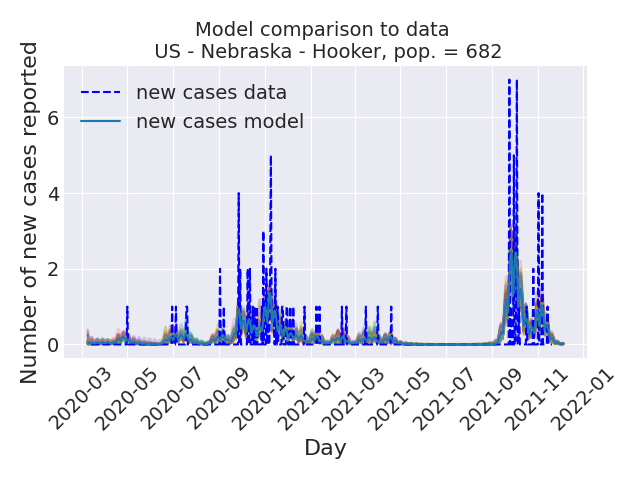 Model comparison to data
US - Nebraska - Hooker, pop. = 682
Number of new cases reported
new cases data
new cases model
6
4
2
0
2020-03
2020-05
2020-07
2020-09
2020-11
2021-01
2021-03
2021-05
2021-07
2021-09
2021-11
2022-01
Day